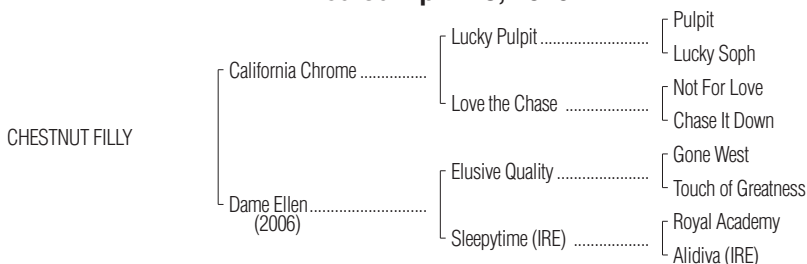 Pulpit
Lucky Pulpit
Lucky Soph
California Chrome
Not For Love
Love the Chase
Chase It Down
CHESTNUT FILLY
Gone West
Elusive Quality
Touch of Greatness
Dame Ellen
(2006)
Royal Academy
Sleepytime (IRE)
Alidiva (IRE)